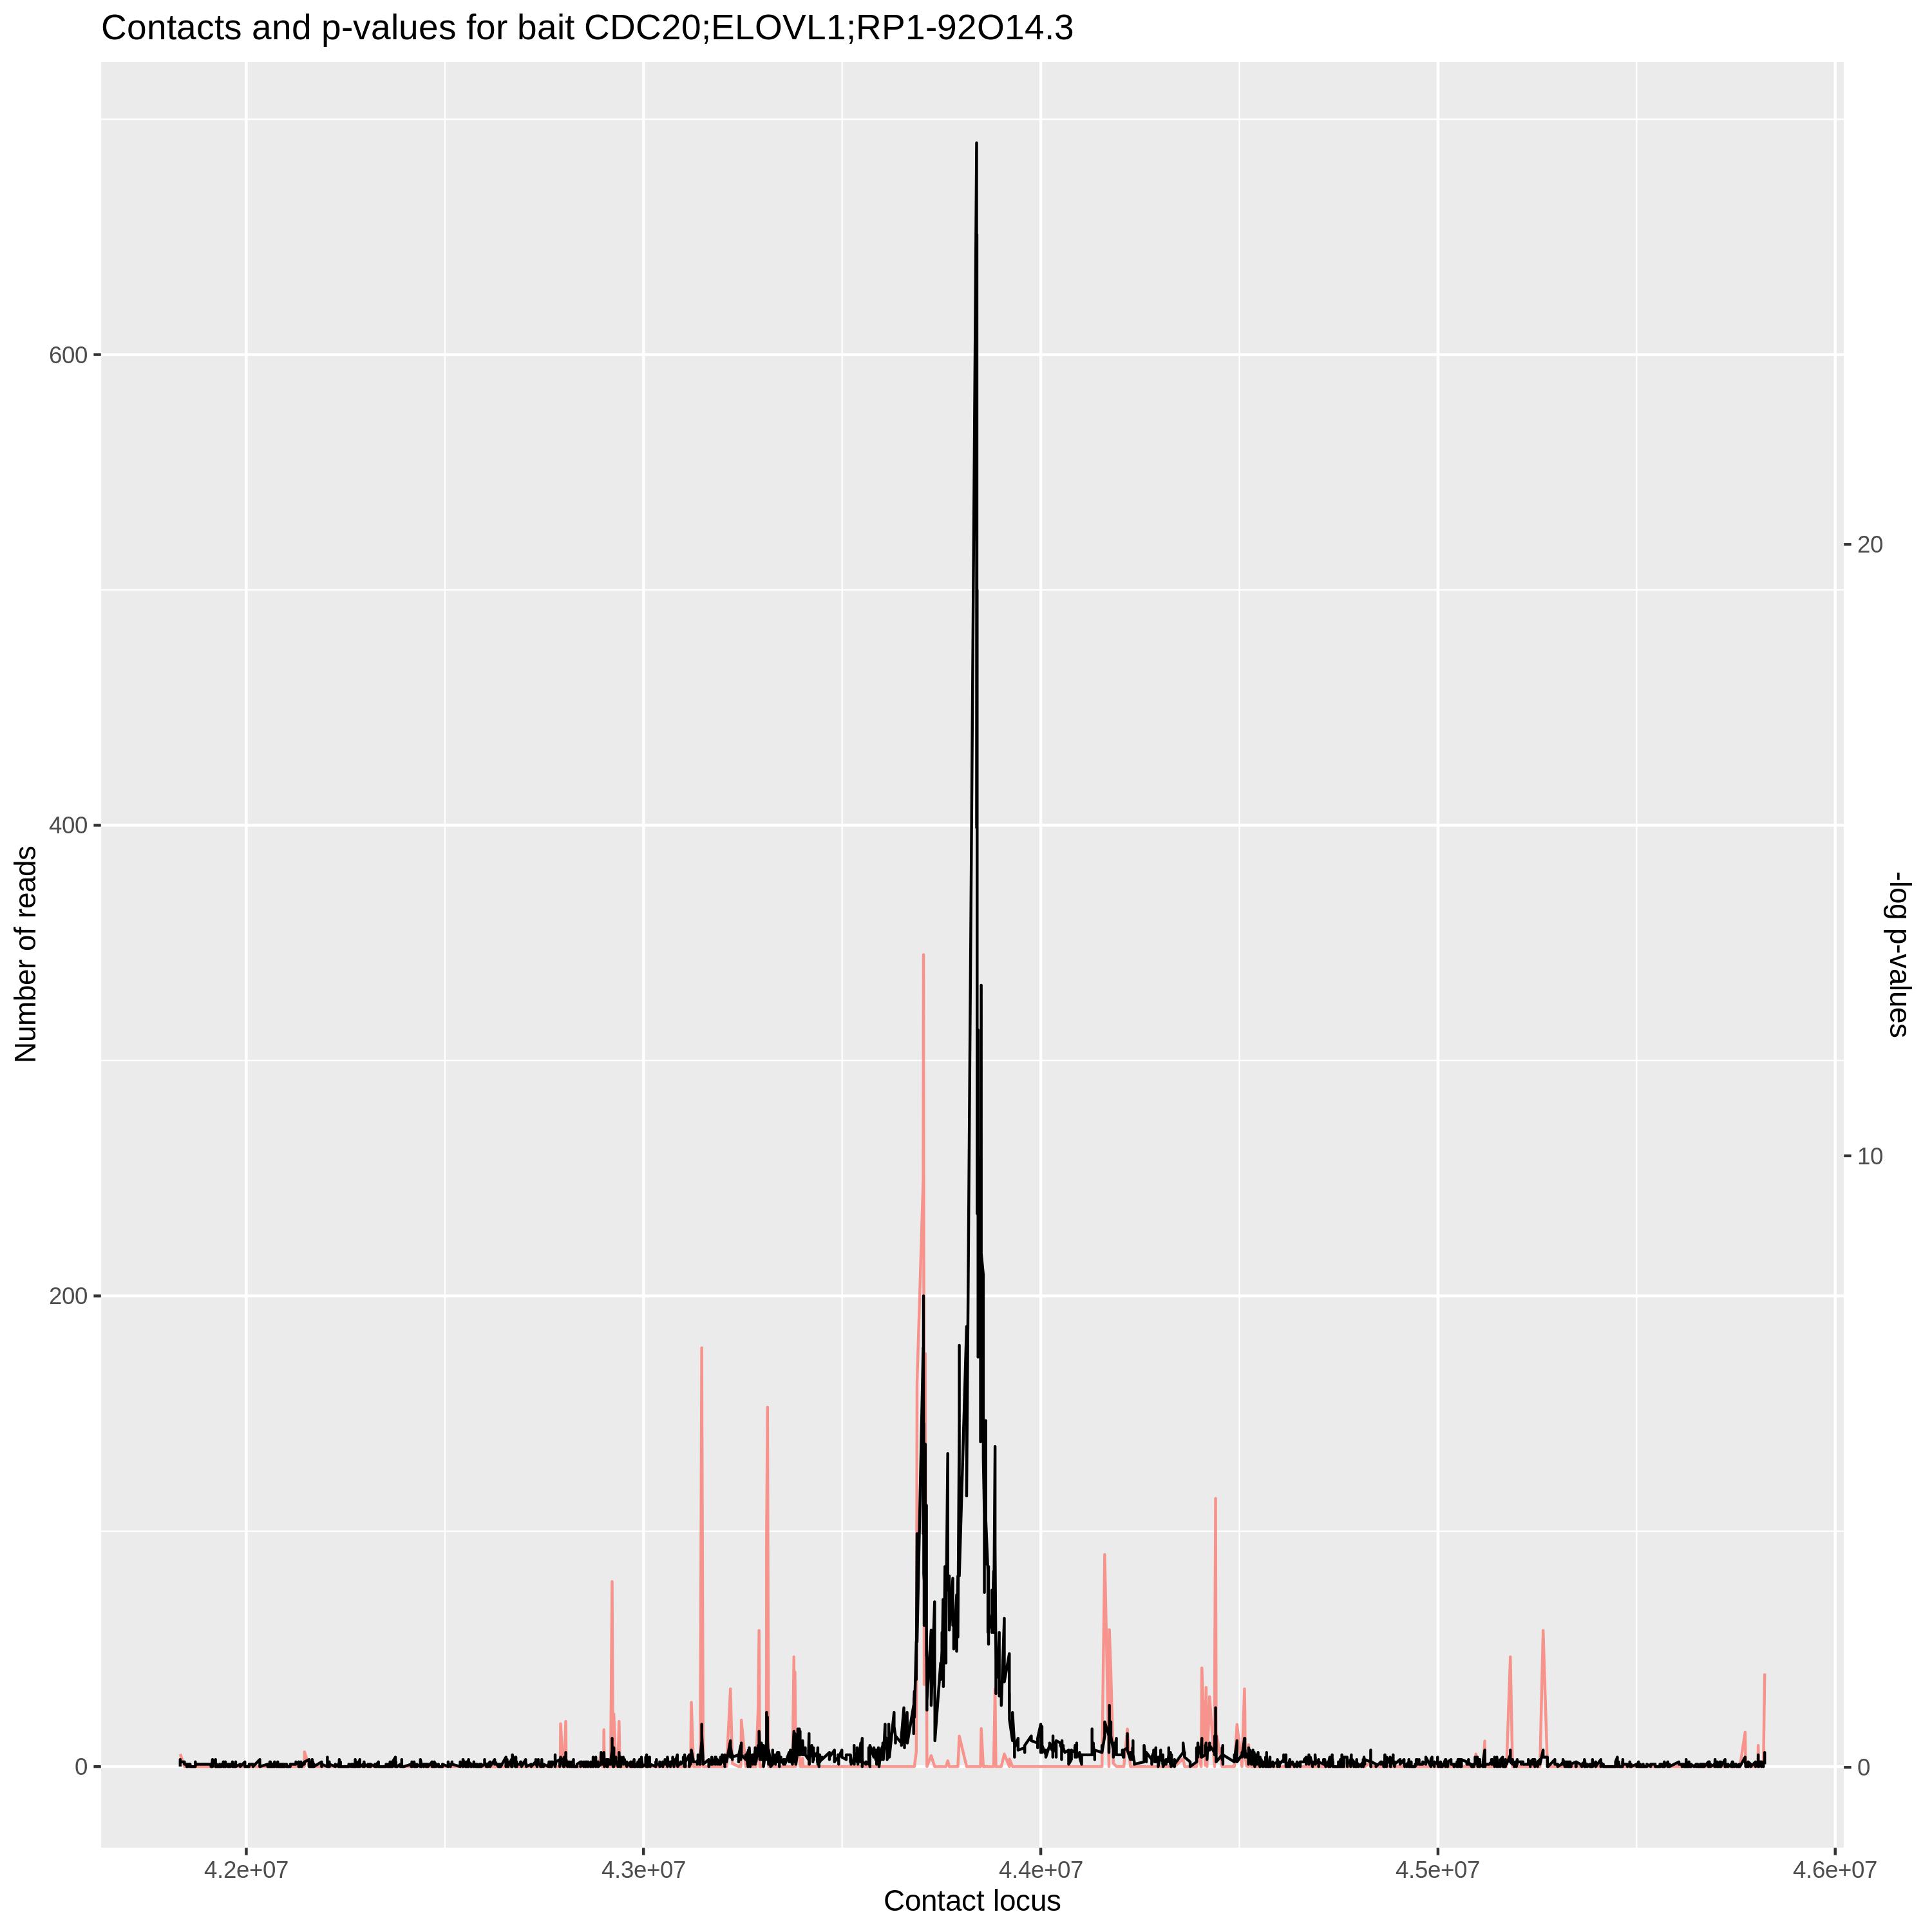 Contacts and p-values for bait CDC20;ELOVL1;RP1-92O14.3
600
400
200
0
Number of reads
20
10
0
-log p-values
4.2e+07
4.3e+07
4.4e+07
4.5e+07
4.6e+07
Contact locus